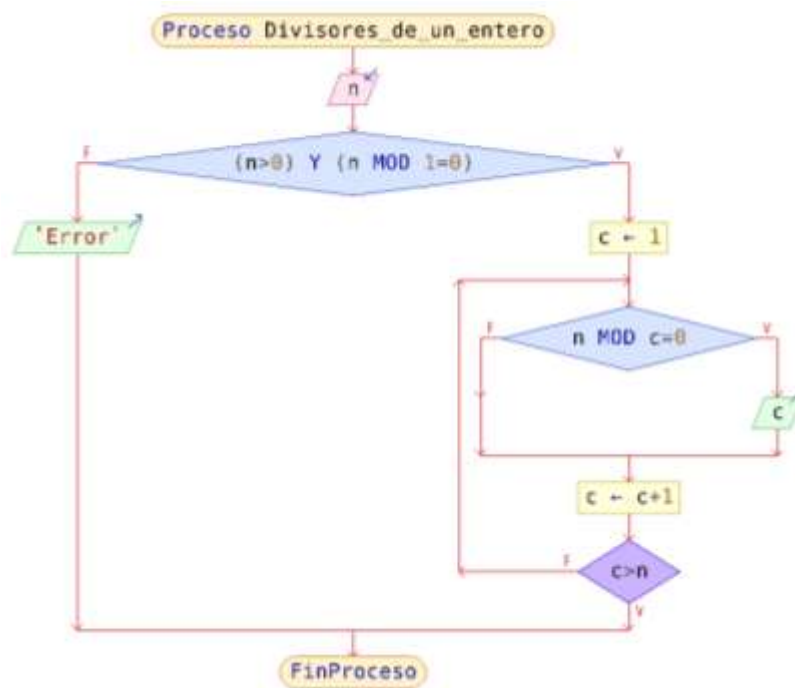 Proceso Divisores_de_un_entero
n
F
(n>0) Y (n MOD 1=0)
V
'Error'
c ← 1
F
n MOD c=0
V
c
c ← c+1
F
c>n
V
FinProceso